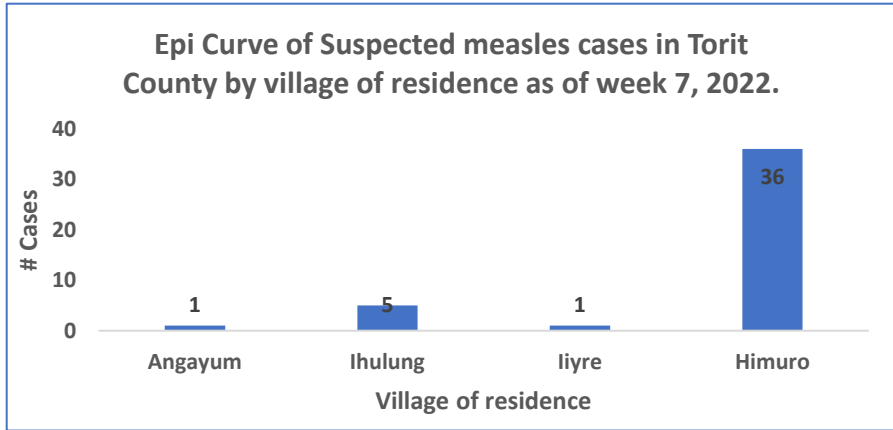 Epi Curve of Suspected measles cases in Torit
County by village of residence as of week 7, 2022.
40
30
20
10
0
# Cases
1
5
1
36
Angayum
Ihulung
Iiyre
Himuro
Village of residence